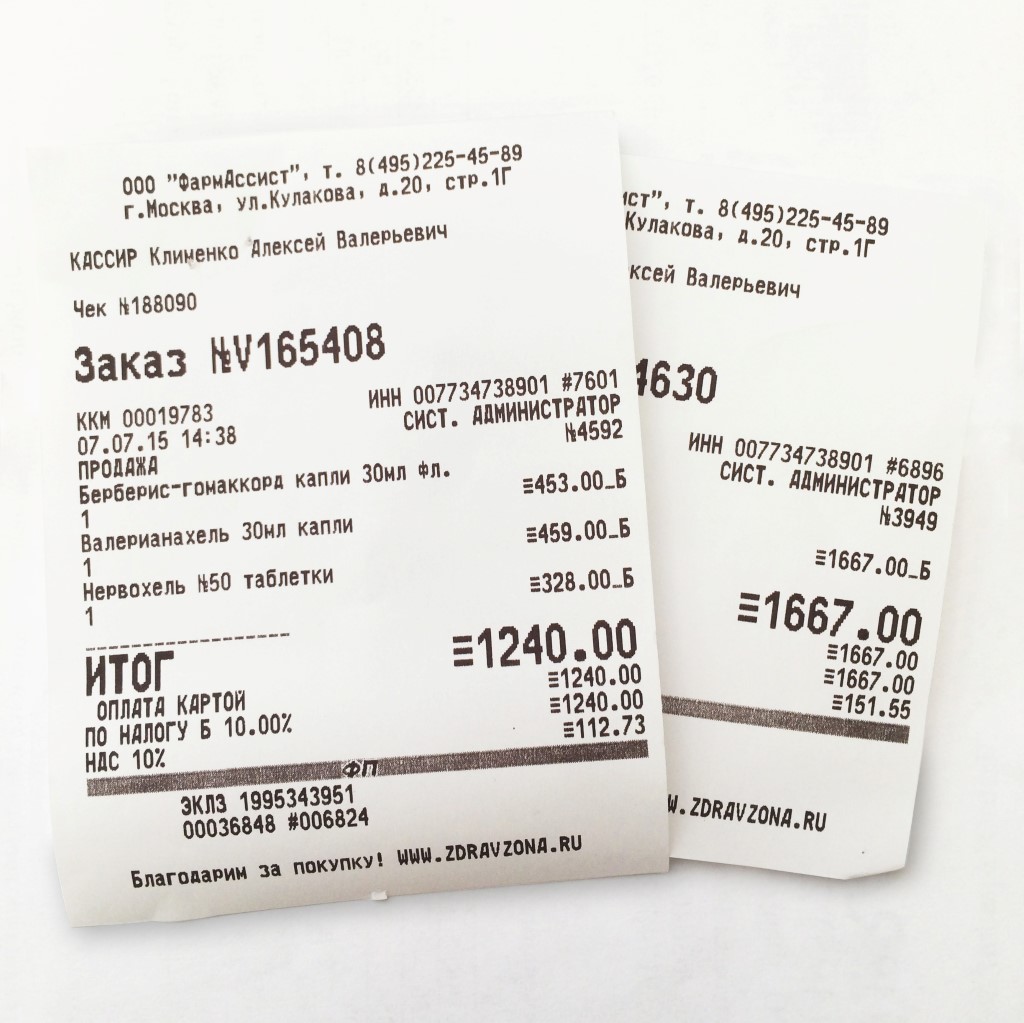 ООО "ФармАссист", т. 8(495)225-45-89
г.Москва, ул.Кулакова, д.20, стр.1Г
КАССИР Клименко Алексей Валерьевич
Чек №188090
Заказ №V165408
ККМ 00019783 ИНН 007734738901 #7601
07.07.15 14:38 СИСТ. АДМИНИСТРАТОР
ПРОДАЖА №4592
Берберис-гомаккорд капли 30мл фл.
1 ≡453.00_Б
Валерианахель 30мл капли
1 ≡459.00_Б
Нервохель №50 таблетки
1 ≡328.00_Б
ИТОГ ≡1240.00
ОПЛАТА КАРТОЙ ≡1240.00
ПО НАЛОГУ Б 10.00% ≡1240.00
НДС 10% ≡112.73
ФП
ЭКЛЗ 1995343951
00036848 #006824
Благодарим за покупку! WWW.ZDRAVZONA.RU
ист", т. 8(495)225-45-89
Кулакова, д.20, стр.1Г
ксей Валерьевич
4630
ИНН 007734738901 #6896
СИСТ. АДМИНИСТРАТОР
№3949
≡1667.00_Б
≡1667.00
≡1667.00
≡1667.00
≡151.55
W.ZDRAVZONA.RU